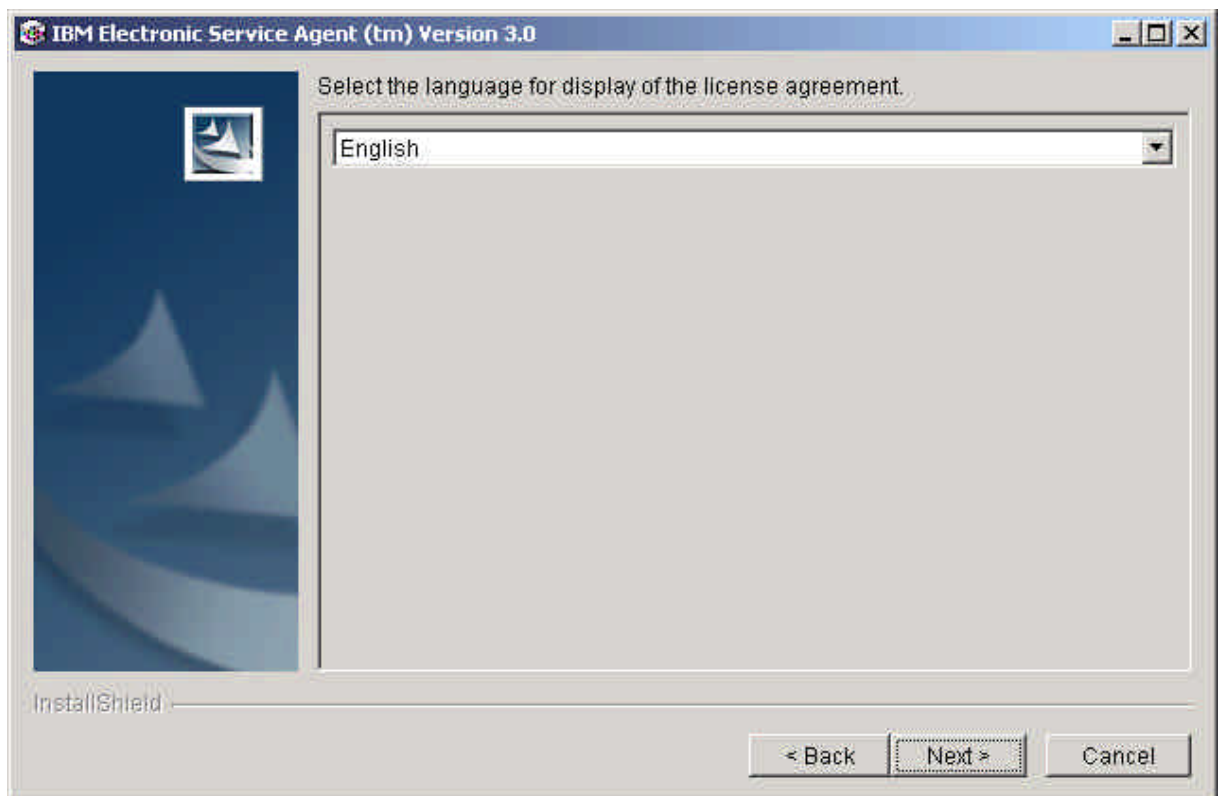 IBM Electronic Service Agent (tm) Version 3.0
Select the language for display of the license agreement.
English
InstallShield
< Back Next > Cancel